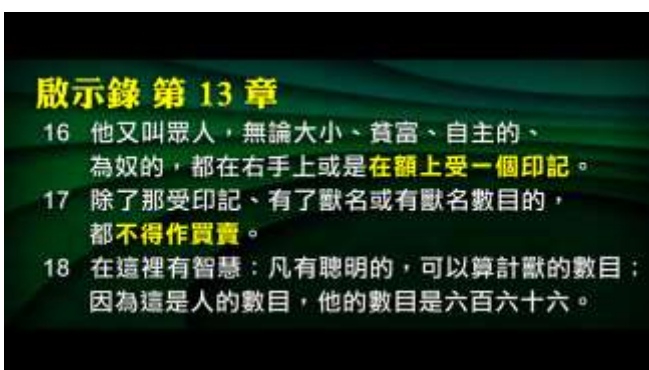 啟示錄 第 13 章
16 他又叫眾人，無論大小、貧富、自主的、
為奴的，都在右手上或是在額上受一個印記。
17 除了那受印記、有了獸名或有獸名數目的，
都不得作買賣。
18 在這裡有智慧：凡有聰明的，可以算計獸的數目；
因為這是人的數目，他的數目是六百六十六。